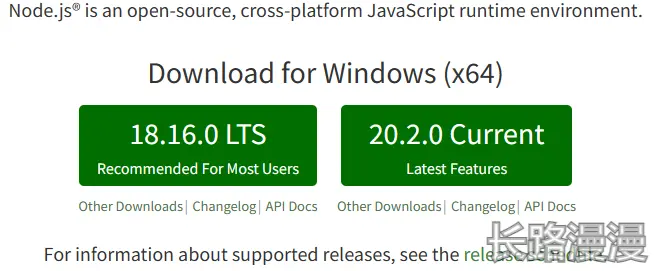 Node.js® is an open-source, cross-platform JavaScript runtime environment.
Download for Windows (x64)
18.16.0 LTS
Recommended For Most Users
20.2.0 Current
Latest Features
Other Downloads | Changelog | API Docs
Other Downloads | Changelog | API Docs
For information about supported releases, see the release schedule.
长路漫漫